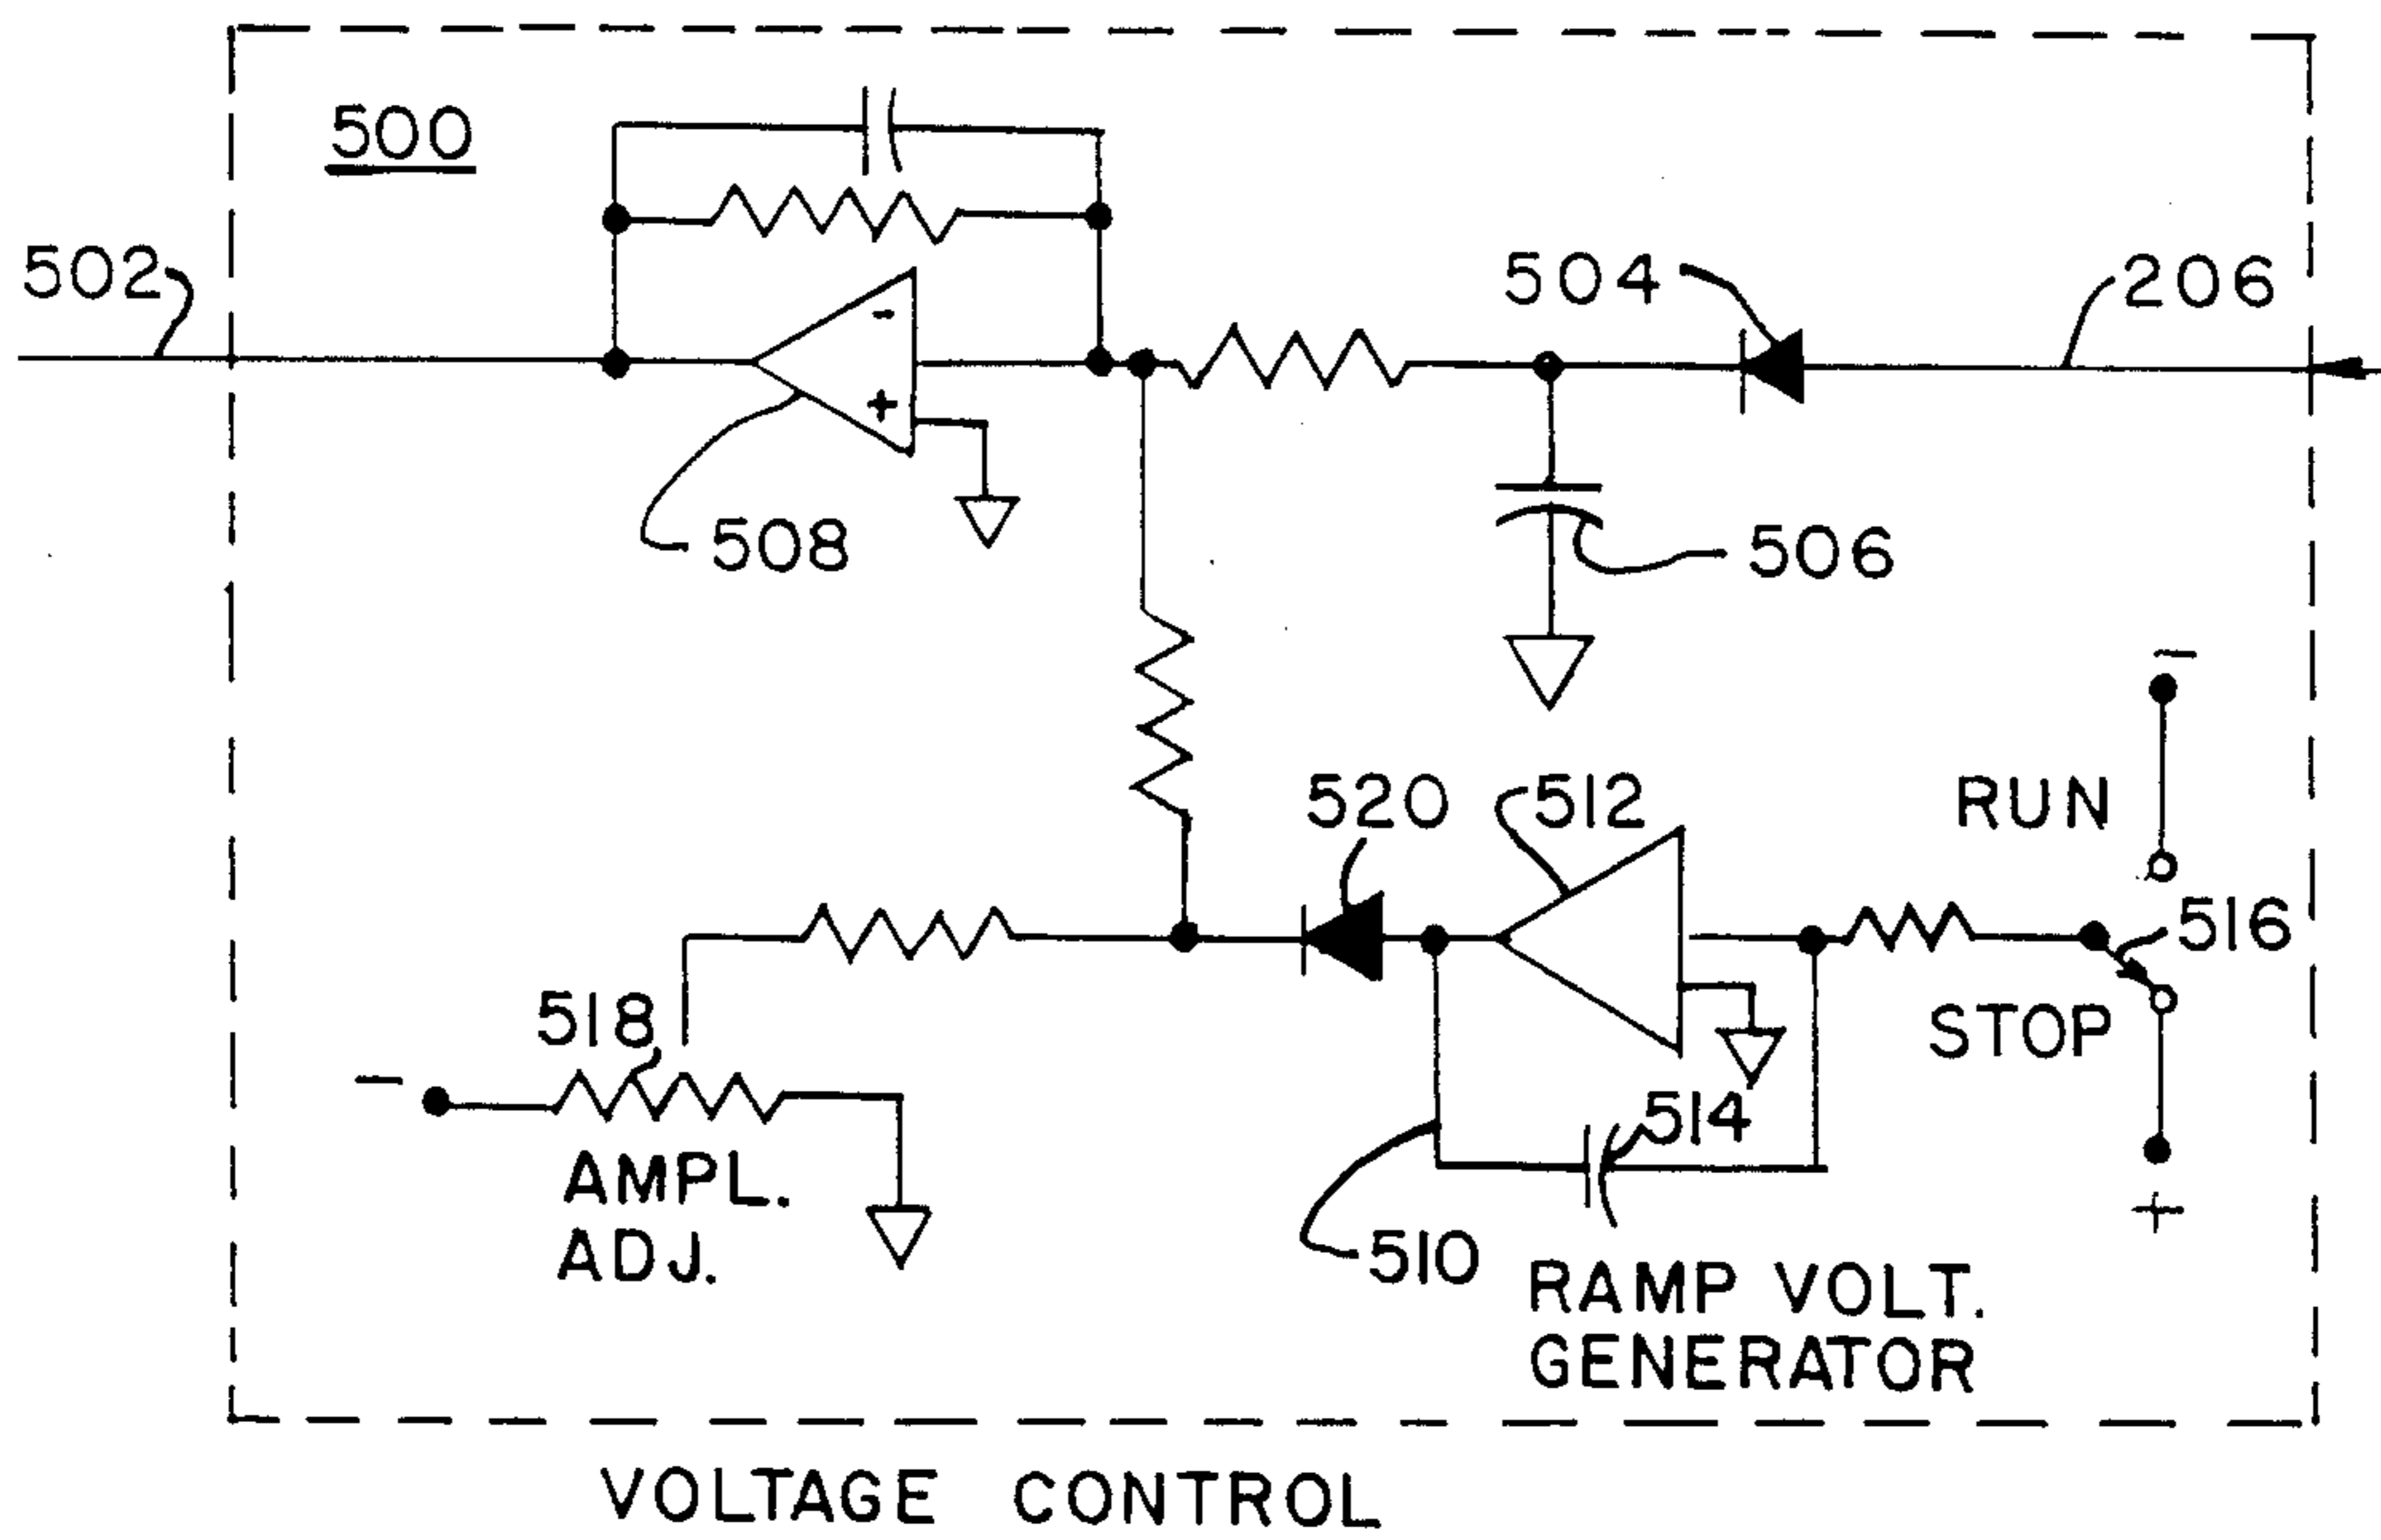 500
502
504
206
-
+
508
506
-
RUN
520
512
516
518
STOP
-
514
AMPL.
ADJ.
510
+
RAMP VOLT.
GENERATOR
VOLTAGE CONTROL